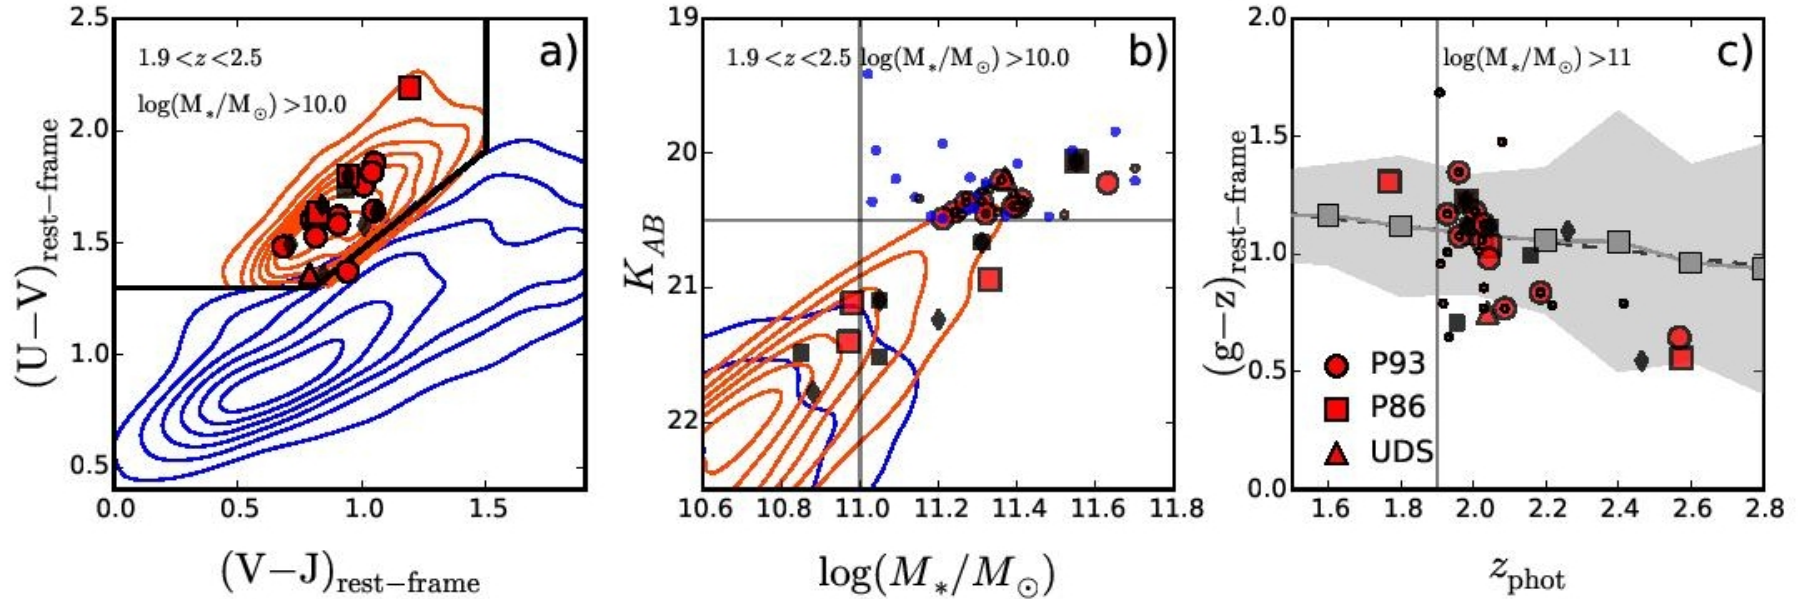 a)
1.9<z<2.5
log(M*/M⊙)>10.0
2.5
2.0
1.5
1.0
0.5
0.0 0.5 1.0 1.5
(U−V)rest−frame
(V−J)rest−frame
b)
1.9<z<2.5 log(M*/M⊙)>10.0
19
20
21
22
10.6 10.8 11.0 11.2 11.4 11.6 11.8
K_AB
log(M*/M⊙)
c)
log(M*/M⊙)>11
2.0
1.5
1.0
0.5
0.0
1.6 2.0 2.2 2.4 2.6 2.8
(g−z)rest−frame
z_phot
P93
P86
UDS